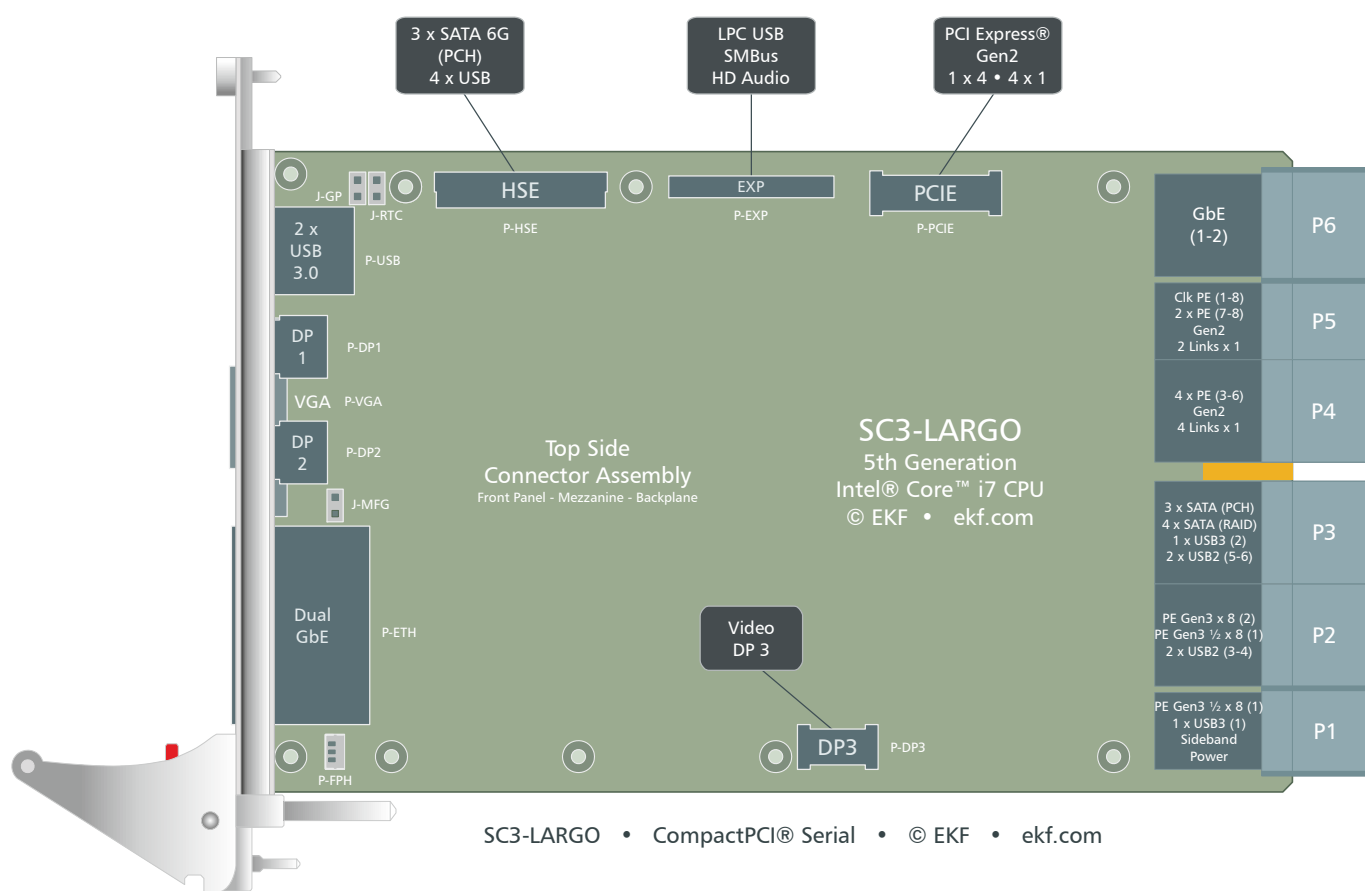 3 x SATA 6G
(PCH)
4 x USB
LPC USB
SMBus
HD Audio
PCI Express®
Gen2
1 x 4 • 4 x 1
J-GP
J-RTC
HSE
P-HSE
EXP
P-EXP
PCIE
P-PCIE
2 x
USB
3.0
P-USB
DP
1
P-DP1
VGA
P-VGA
DP
2
P-DP2
J-MFG
Dual
GbE
P-ETH
P-FPH
Top Side
Connector Assembly
Front Panel - Mezzanine - Backplane
SC3-LARGO
5th Generation
Intel® Core™ i7 CPU
© EKF • ekf.com
Video
DP 3
DP3
P-DP3
GbE
(1-2)
P6
Clk PE (1-8)
2 x PE (7-8)
Gen2
2 Links x 1
P5
4 x PE (3-6)
Gen2
4 Links x 1
P4
3 x SATA (PCH)
4 x SATA (RAID)
1 x USB3 (2)
2 x USB2 (5-6)
P3
PE Gen3 x 8 (2)
PE Gen3 ½ x 8 (1)
2 x USB2 (3-4)
P2
PE Gen3 ½ x 8 (1)
1 x USB3 (1)
Sideband
Power
P1
SC3-LARGO • CompactPCI® Serial • © EKF • ekf.com